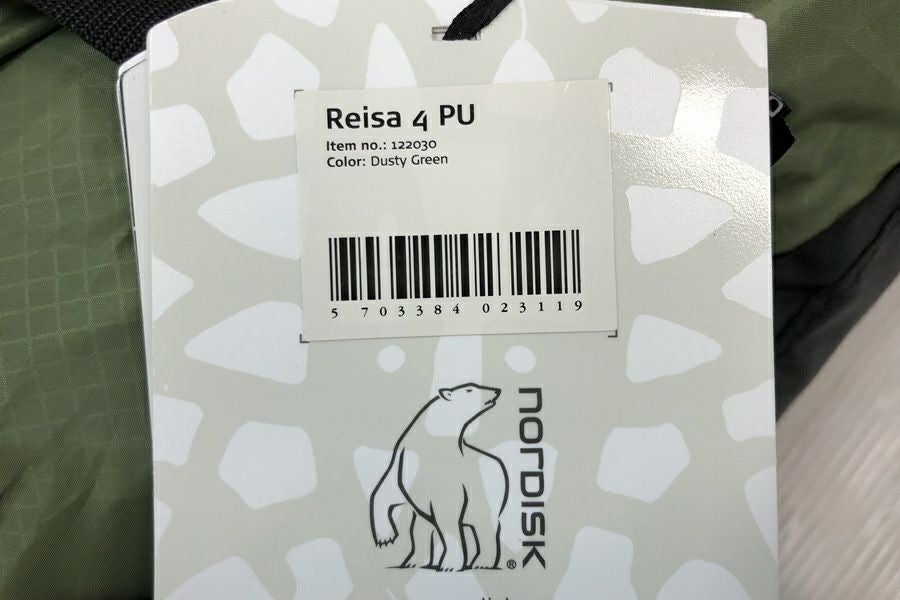 Reisa 4 PU
Item no.: 122030
Color: Dusty Green
5 703384 023119
NORDISK®